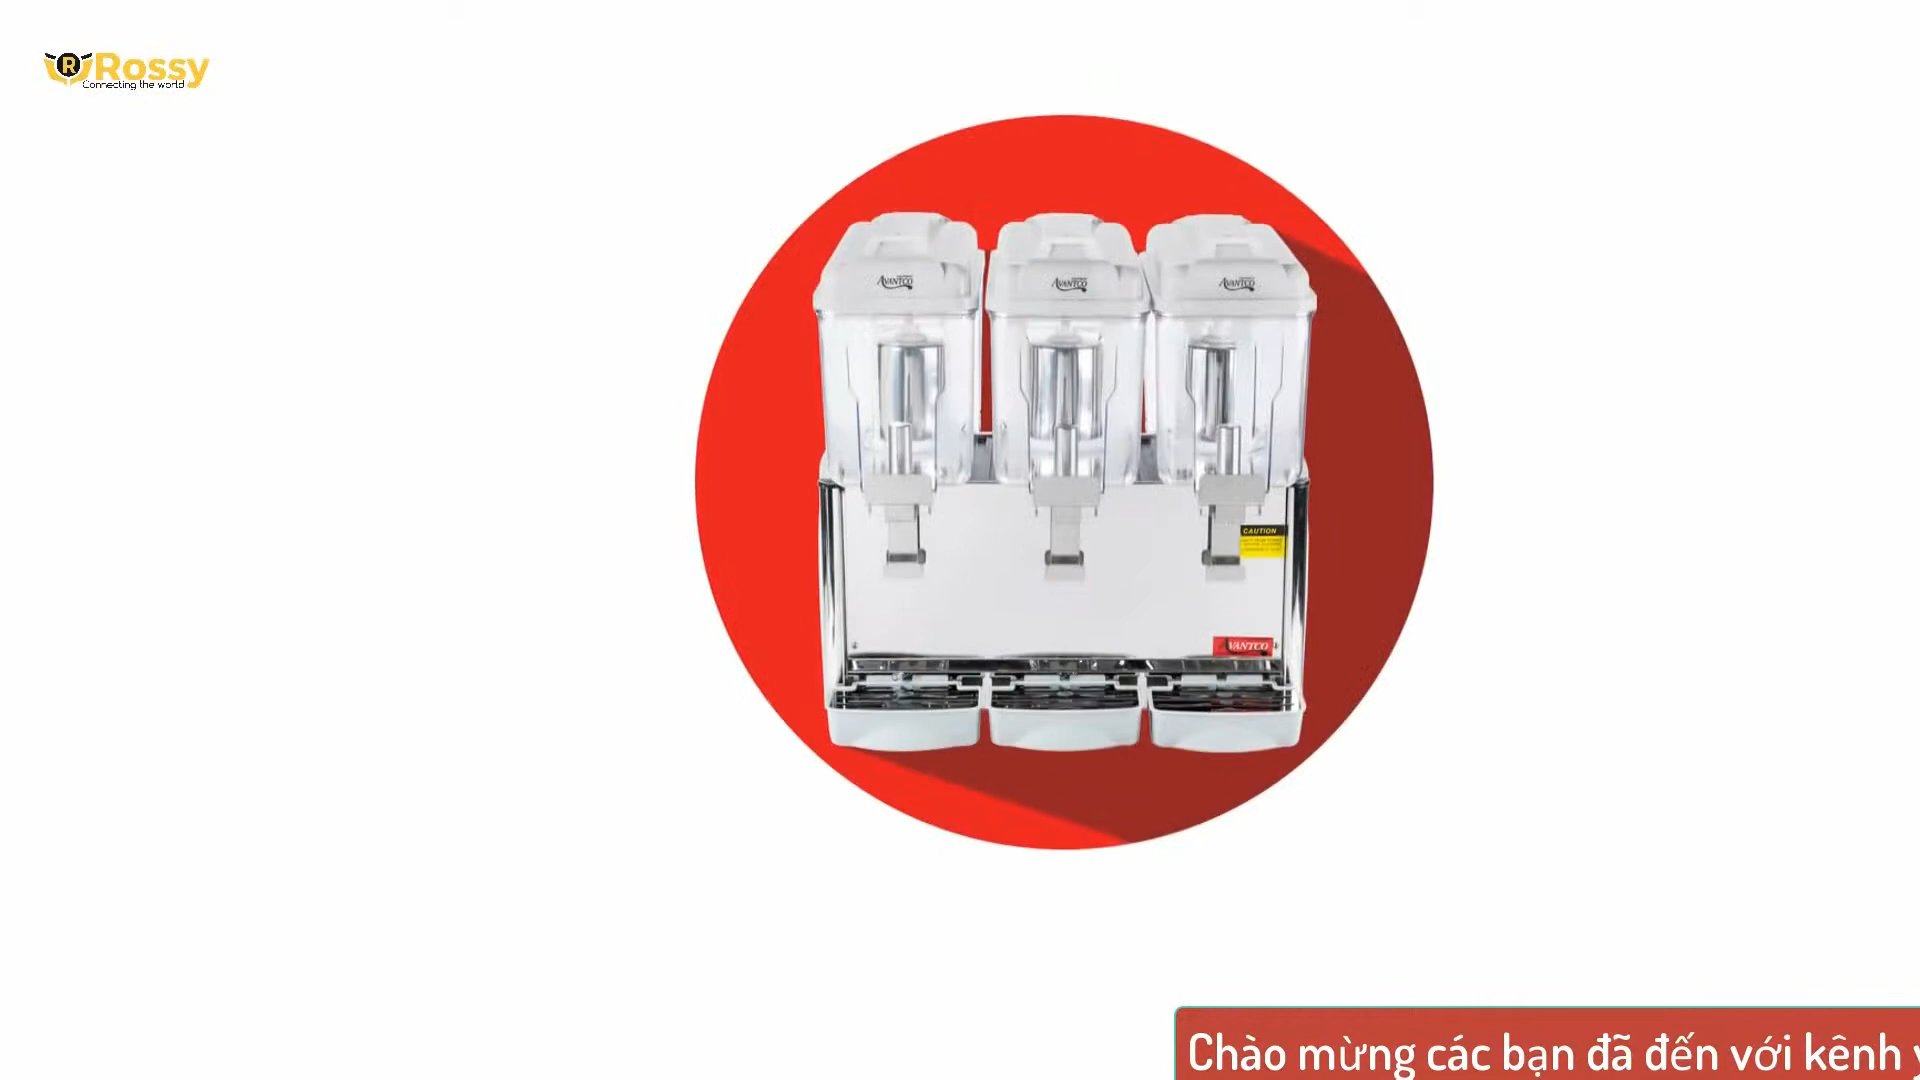 Rossy
Connecting the world
AVANTCO
AVANTCO
AVANTCO
CAUTION
AVANTCO
Chào mừng các bạn đã đến với kênh